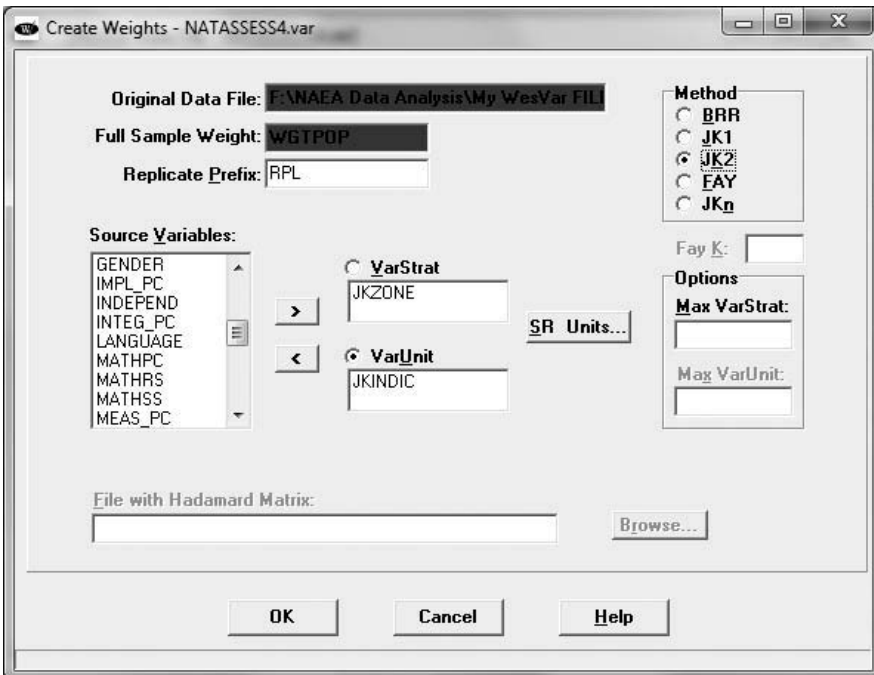 Create Weights - NATASSESS4.var
Original Data File: F:\NAEA Data Analysis\My WesVar FILI
Full Sample Weight: WGTPOP
Replicate Prefix: RPL
Method
BRR
JK1
JK2
FAY
JKn
Fay K:
Source Variables:
GENDER
IMPL_PC
INDEPEND
INTEG_PC
LANGUAGE
MATHPC
MATHRS
MATHSS
MEAS_PC
>
<
VarStrat
JKZONE
VarUnit
JKINDIC
SR Units...
Options
Max VarStrat:
Max VarUnit:
File with Hadamard Matrix:
Browse...
OK
Cancel
Help